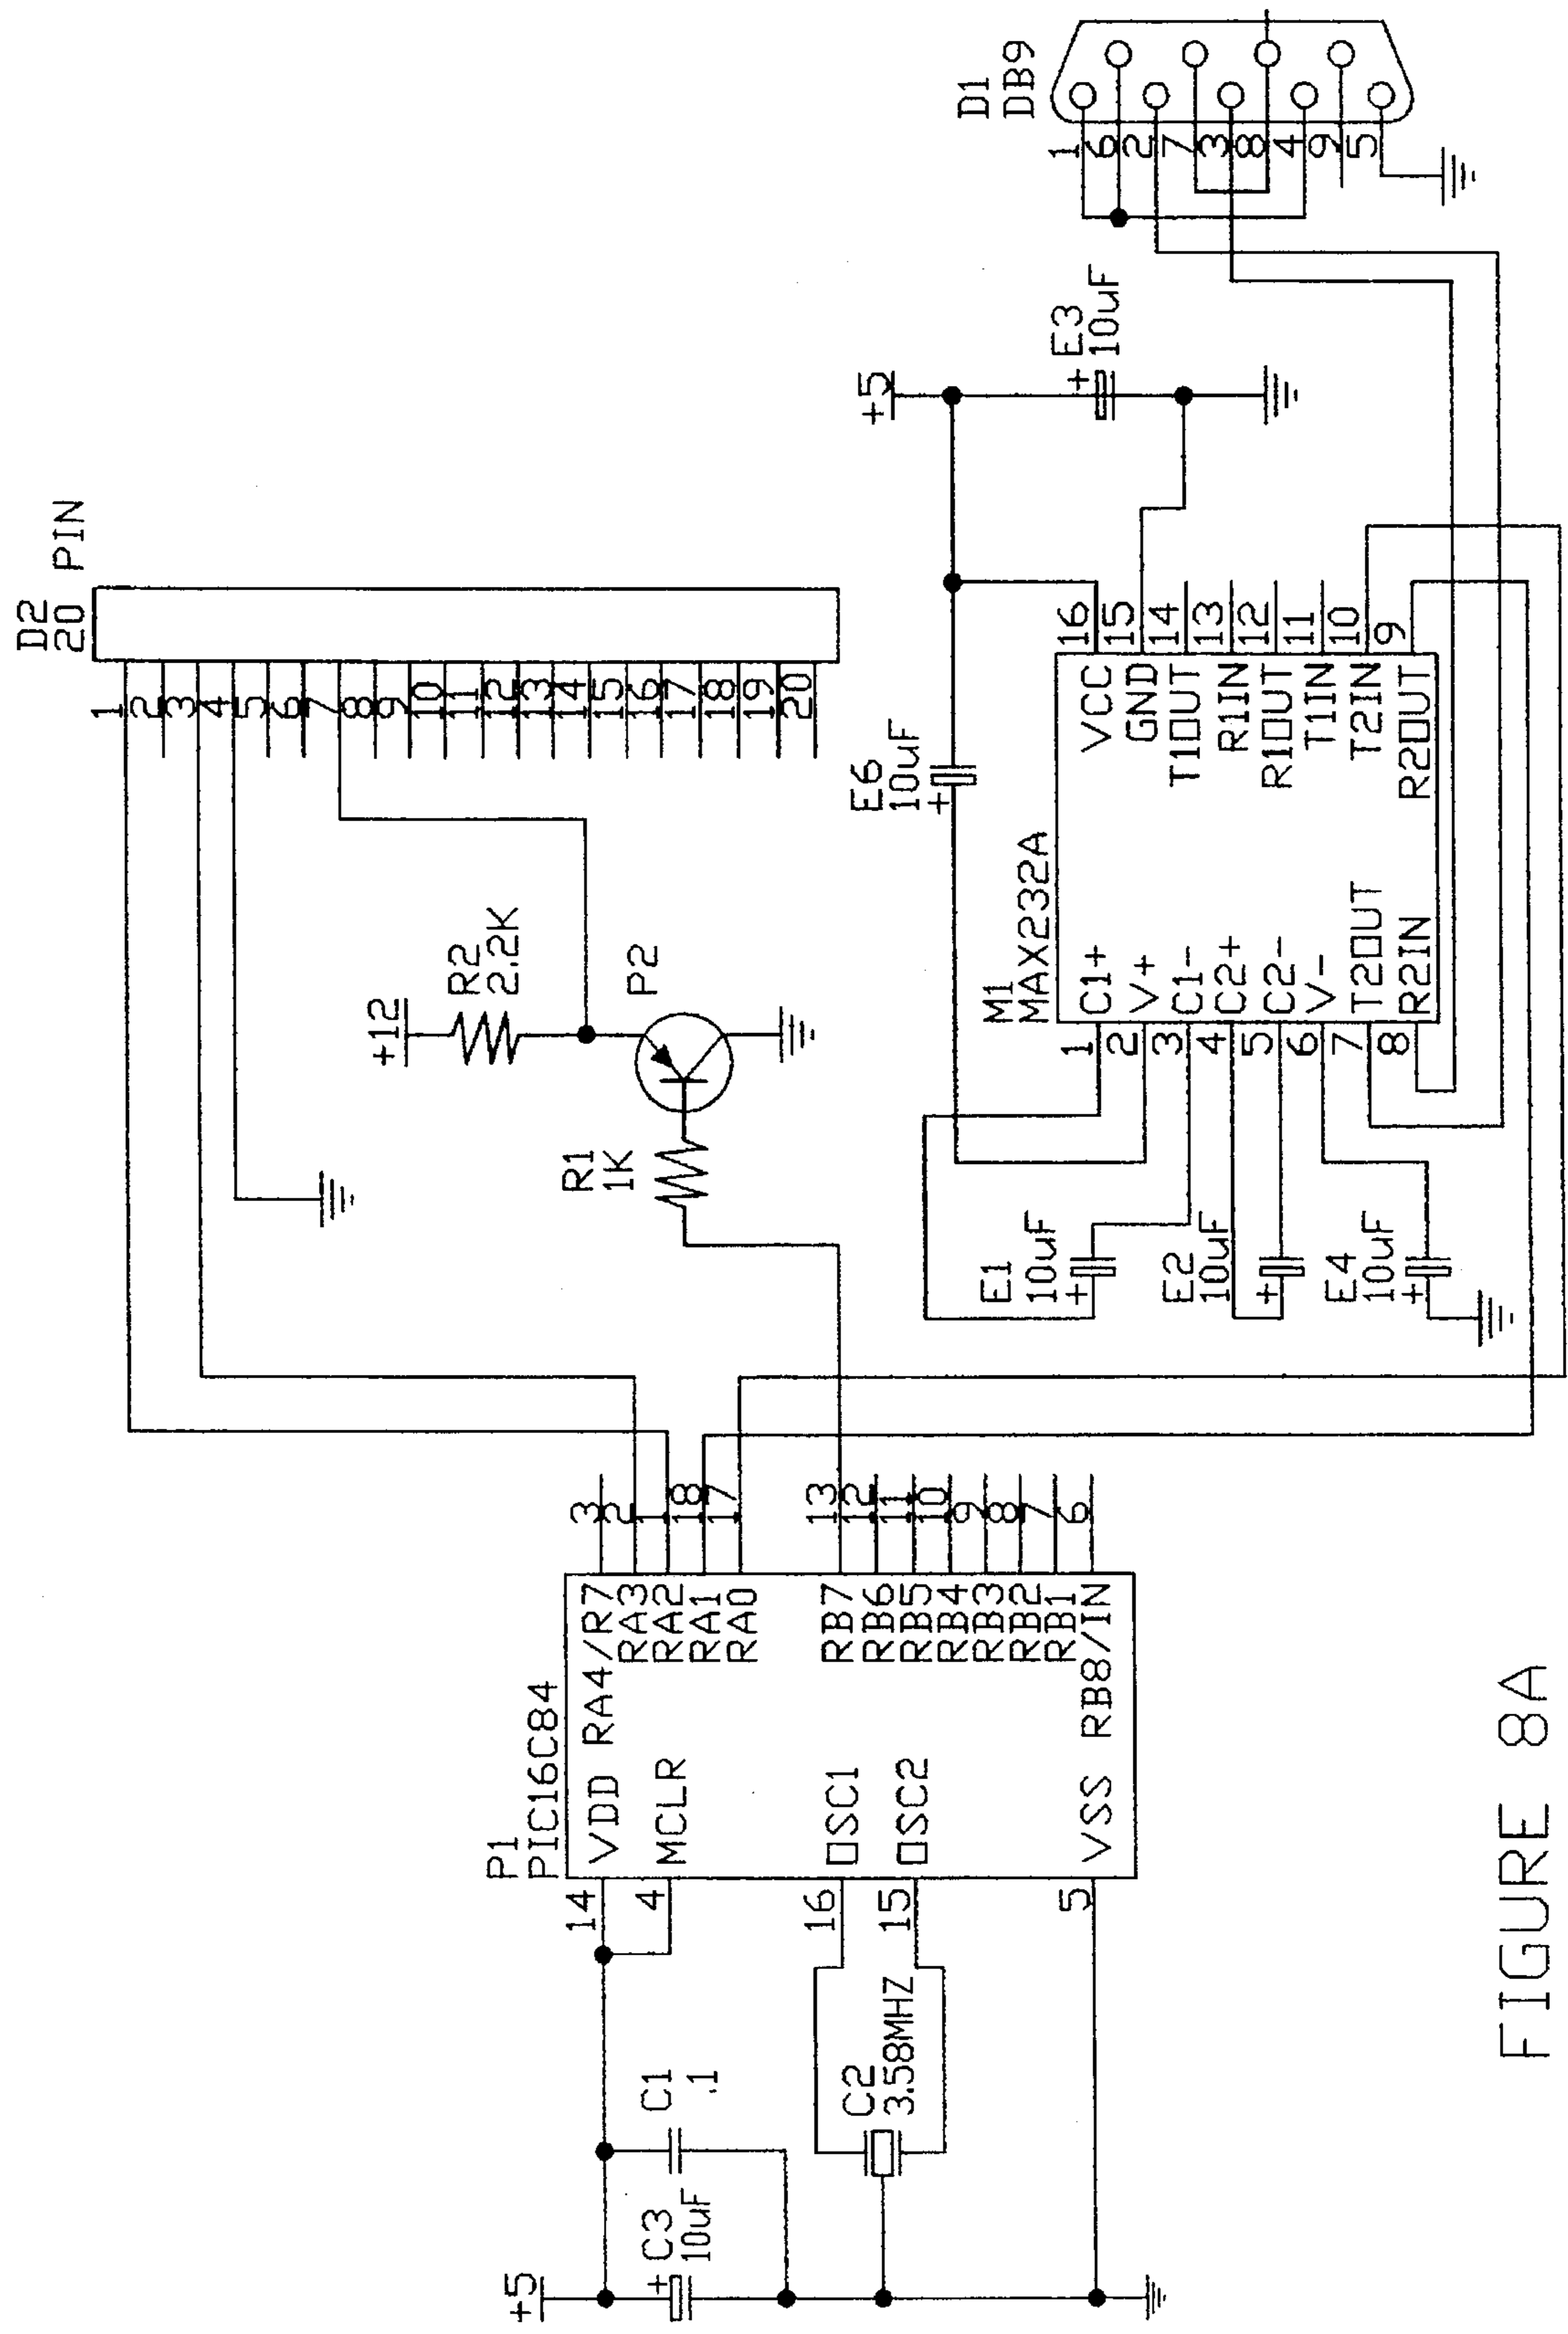 D2
20 PIN
1
2
3
4
5
6
7
8
9
10
11
12
13
14
15
16
17
18
19
20
+12
R2
2.2K
P2
R1
1K
P1
PIC16C84
VDD RA4/R7
RA3
MCLR RA2
RA1
RA0
OSC1 RB7
RB6
OSC2 RB5
RB4
RB3
RB2
RB1
VSS RB8/IN
14
4
16
15
5
3
2
1
18
17
13
12
11
10
9
8
7
6
+5
C3
10uF
C1
.1
C2
3.58MHZ
M1
MAX232A
C1+ VCC
V+ GND
C1- T1OUT
C2+ R1IN
C2- R1OUT
V- T1IN
T2OUT T2IN
R2IN R2OUT
1
2
3
4
5
6
7
8
16
15
14
13
12
11
10
9
E6
10uF
+
+5
E3
10uF
+
E1
10uF
+
E2
10uF
+
E4
10uF
+
D1
DB9
1
6
2
7
3
8
4
9
5
FIGURE 8A